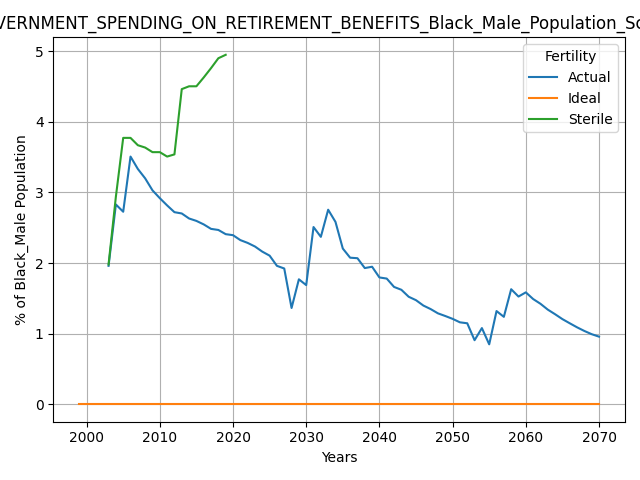 VERNMENT_SPENDING_ON_RETIREMENT_BENEFITS_Black_Male_Population_Sc
Fertility
Actual
Ideal
Sterile
% of Black_Male Population
5
4
3
2
1
0
2000 2010 2020 2030 2040 2050 2060 2070
Years